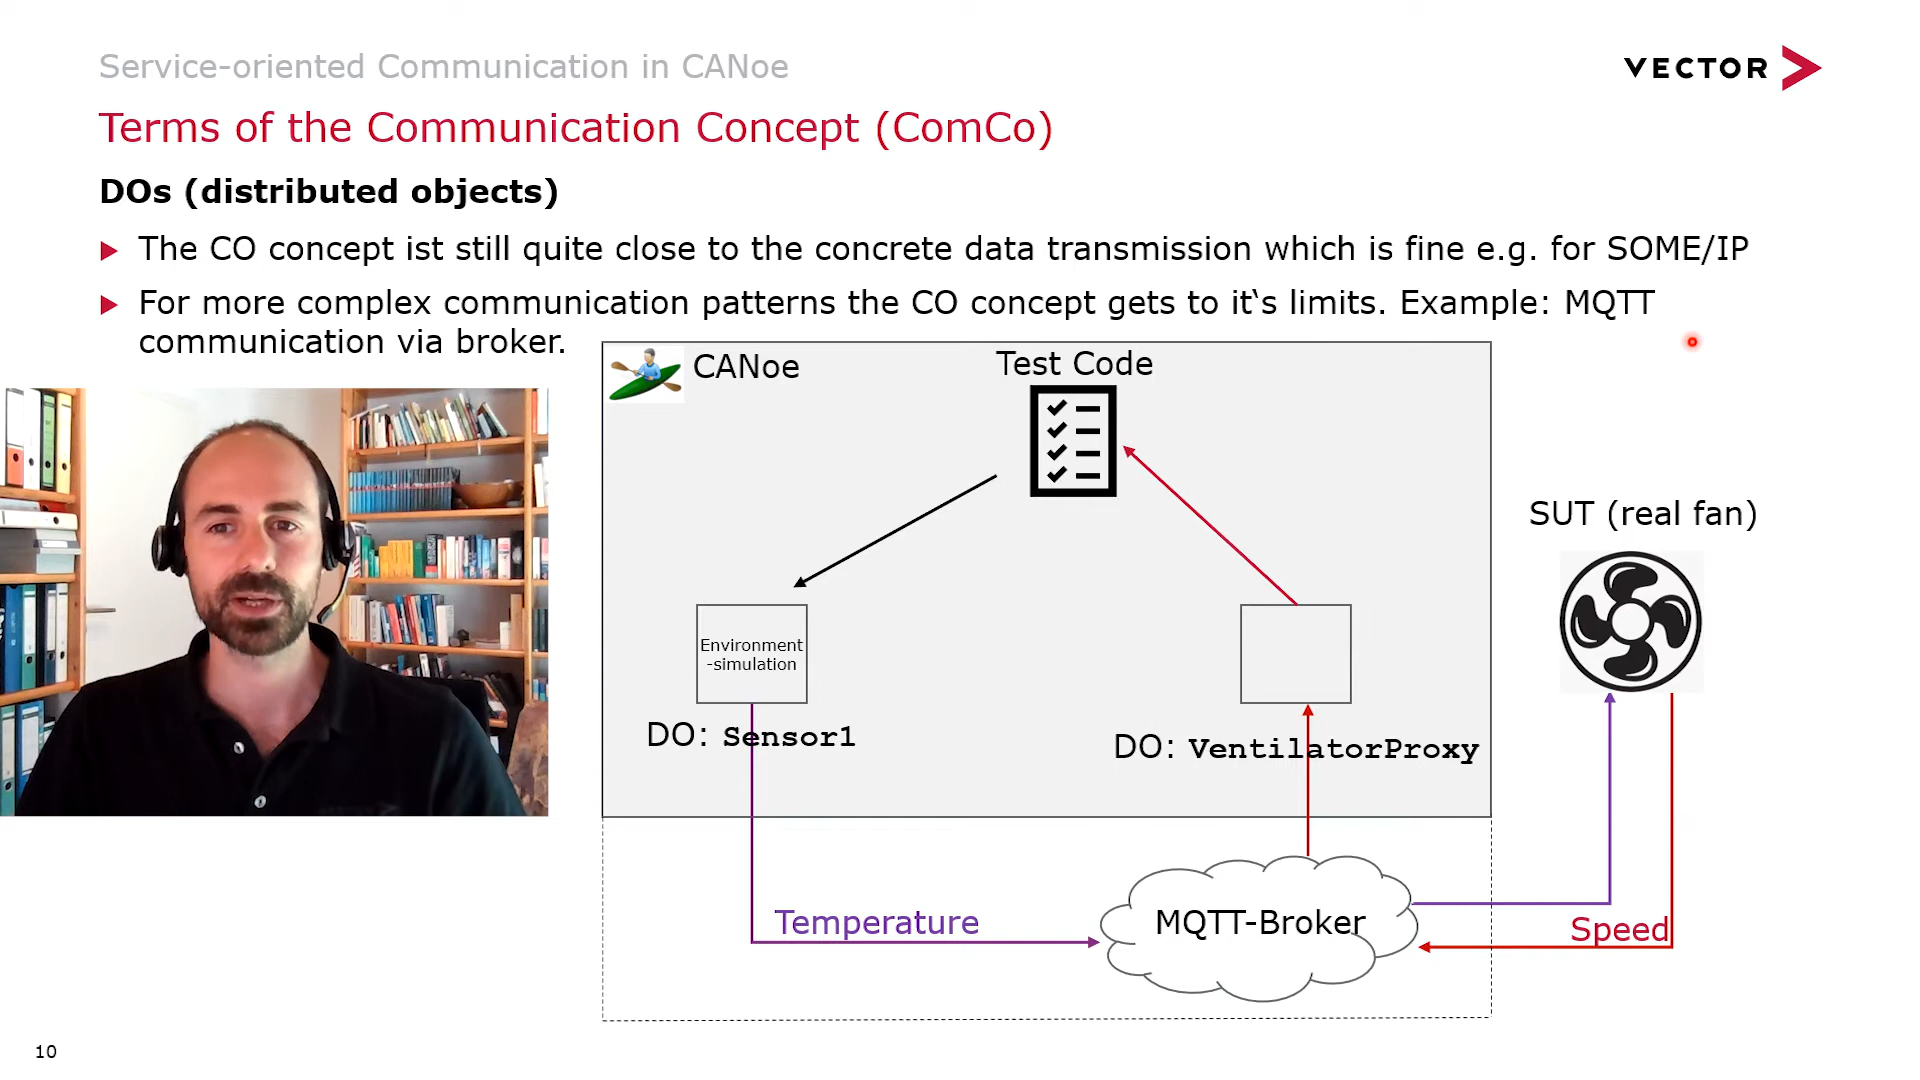 Service-oriented Communication in CANoe
VECTOR
Terms of the Communication Concept (ComCo)
DOs (distributed objects)
The CO concept ist still quite close to the concrete data transmission which is fine e.g. for SOME/IP
For more complex communication patterns the CO concept gets to it‘s limits. Example: MQTT
communication via broker.
CANoe
Test Code
SUT (real fan)
Environment
-simulation
DO: Sensor1
DO: VentilatorProxy
Temperature
MQTT-Broker
Speed
10